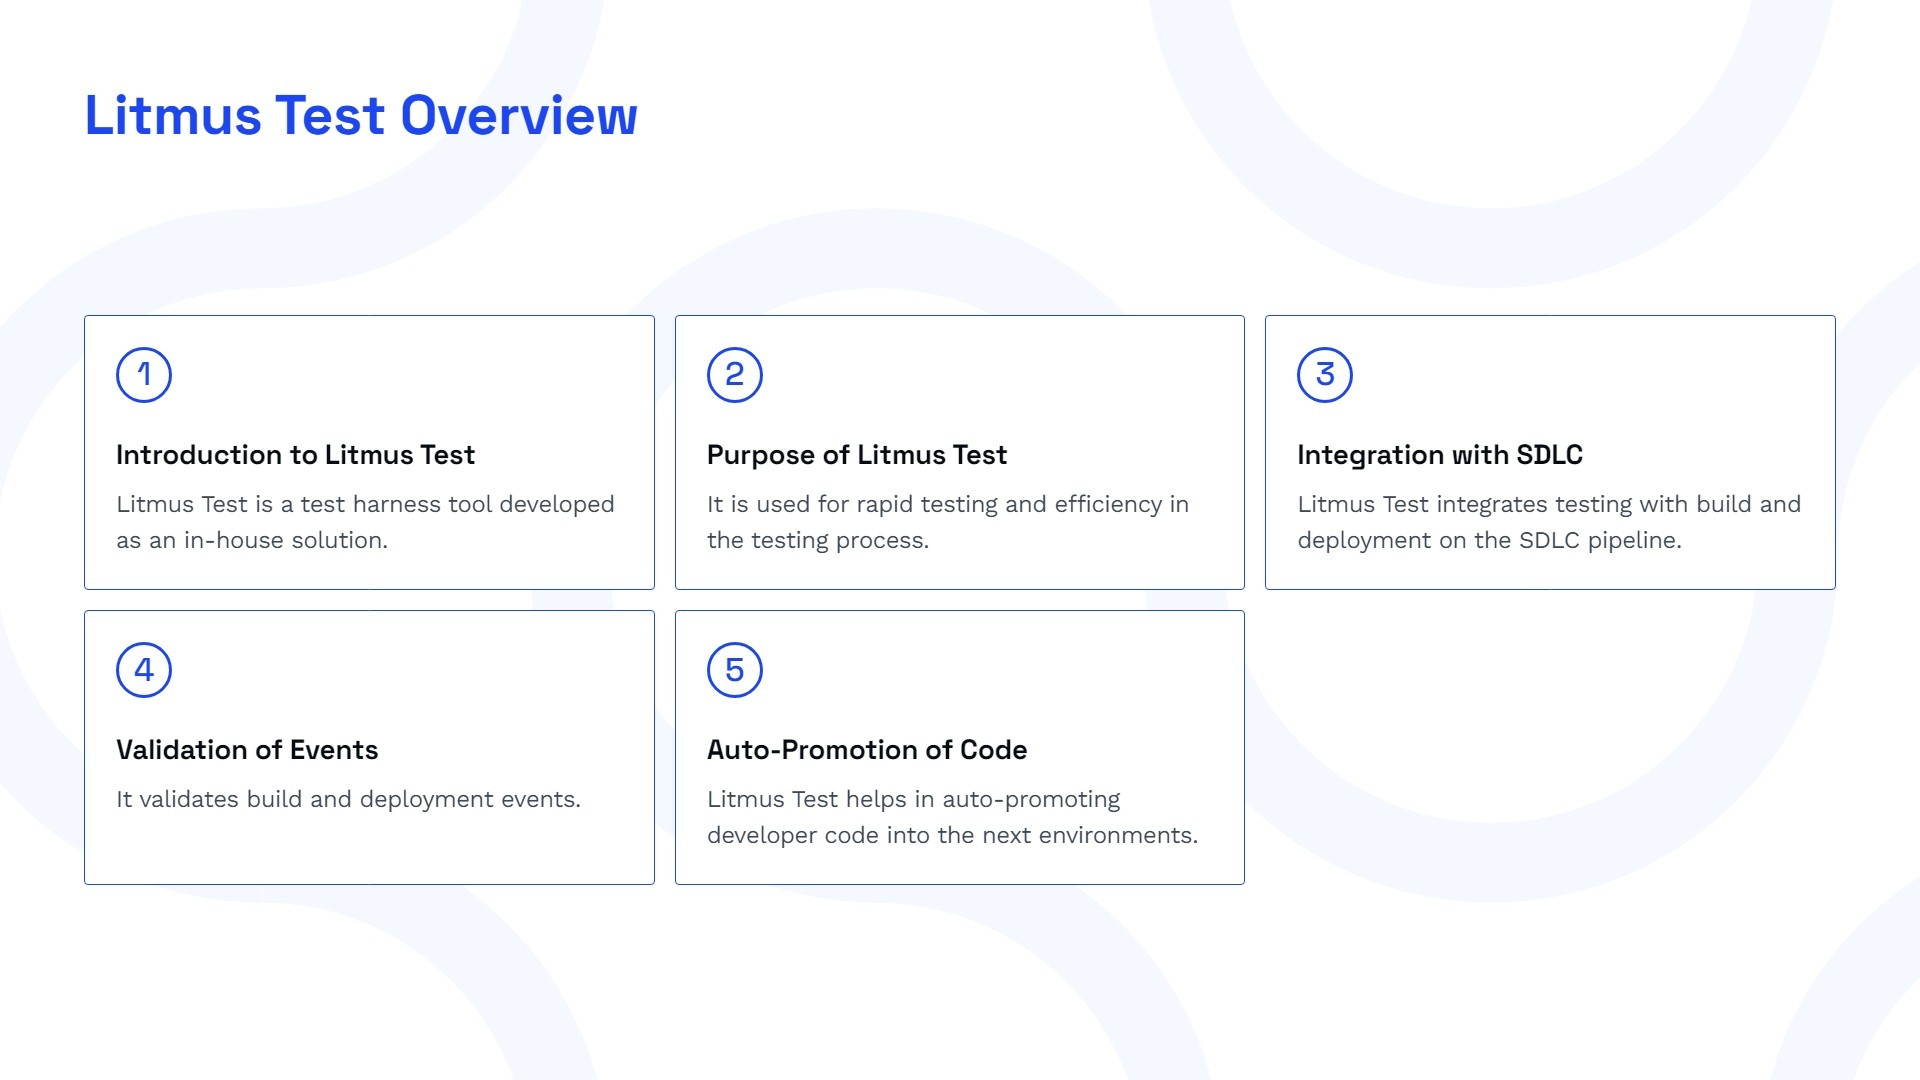 Litmus Test Overview
1
Introduction to Litmus Test
Litmus Test is a test harness tool developed
as an in-house solution.
2
Purpose of Litmus Test
It is used for rapid testing and efficiency in
the testing process.
3
Integration with SDLC
Litmus Test integrates testing with build and
deployment on the SDLC pipeline.
4
Validation of Events
It validates build and deployment events.
5
Auto-Promotion of Code
Litmus Test helps in auto-promoting
developer code into the next environments.